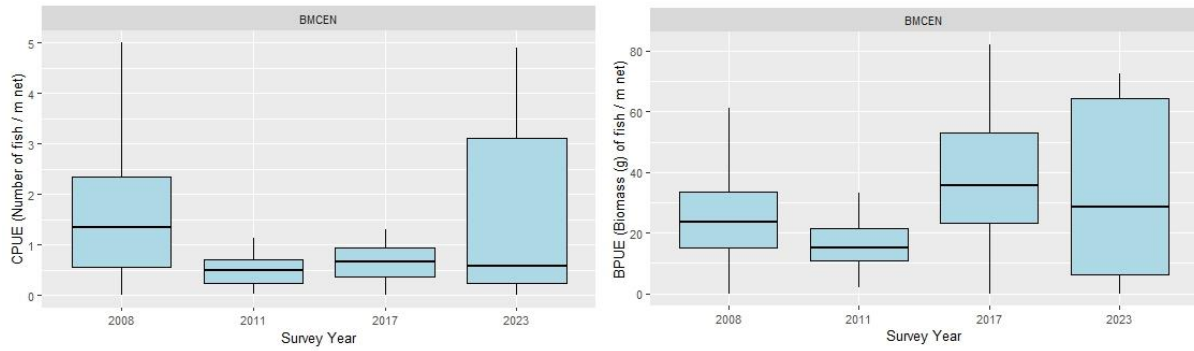 BMCEN
CPUE (Number of fish / m net)
5
4
3
2
1
0
2008 2011 2017 2023
Survey Year
BMCEN
BPUE (Biomass (g) of fish / m net)
80
60
40
20
0
2008 2011 2017 2023
Survey Year